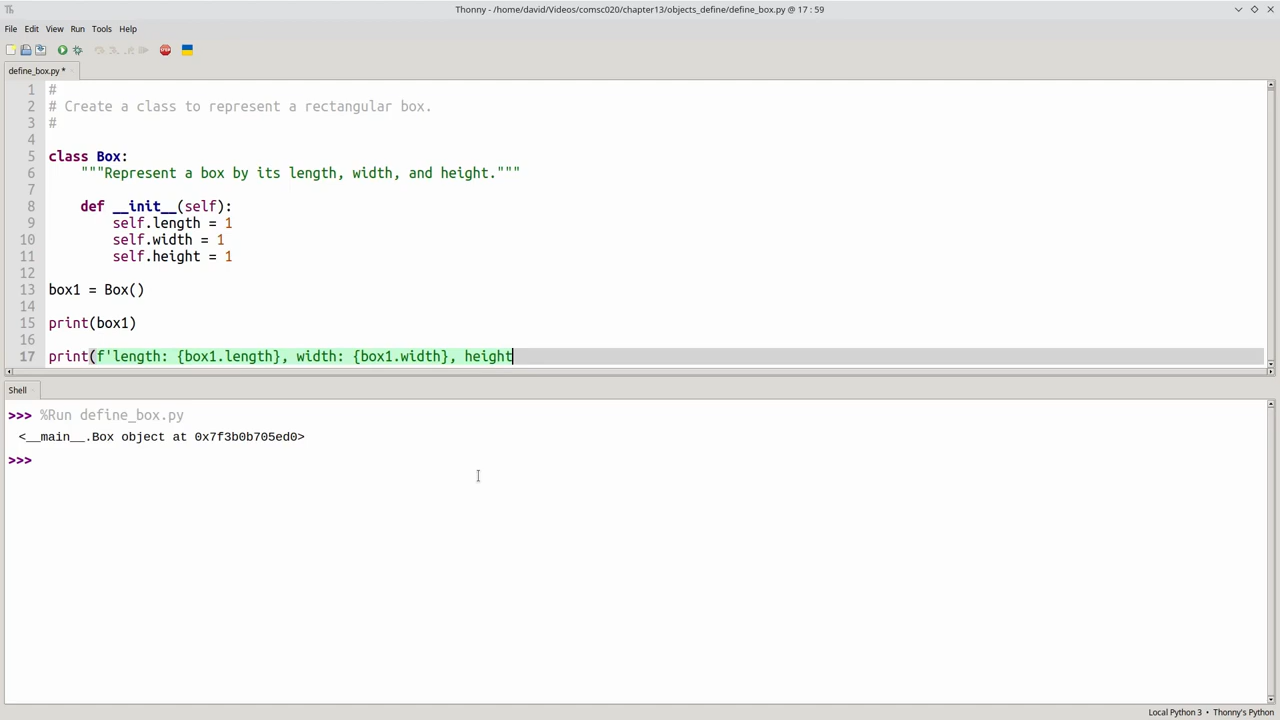 Thonny - /home/david/Videos/comsc020/chapter13/objects_define/define_box.py @ 17 : 59
File Edit View Run Tools Help
define_box.py *
1 #
2 # Create a class to represent a rectangular box.
3 #
4
5 class Box:
6     """Represent a box by its length, width, and height."""
7
8     def __init__(self):
9         self.length = 1
10         self.width = 1
11         self.height = 1
12
13 box1 = Box()
14
15 print(box1)
16
17 print(f'length: {box1.length}, width: {box1.width}, height
Shell
>>> %Run define_box.py
<__main__.Box object at 0x7f3b0b705ed0>
>>>
Local Python 3 • Thonny's Python